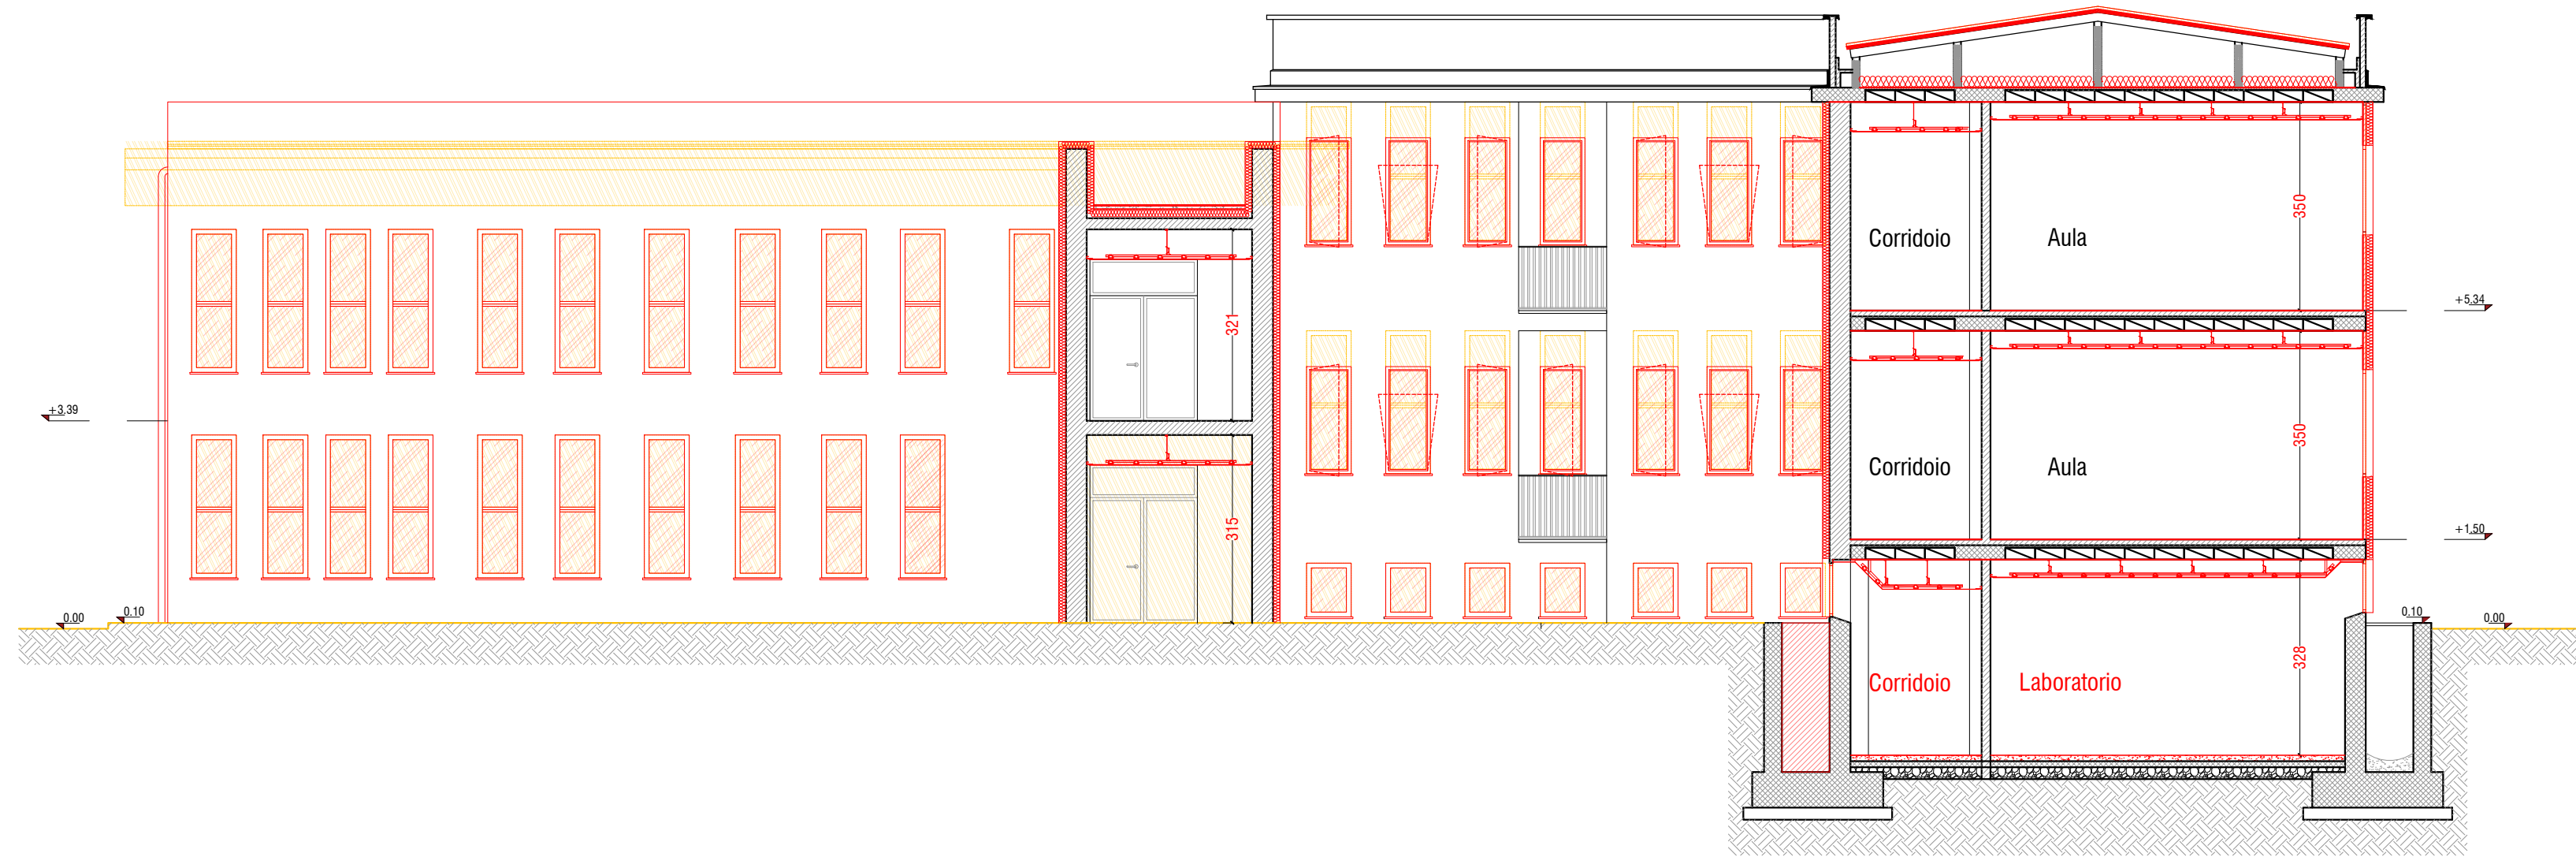 350
Corridoio
Aula
+5.34
321
+3.39
350
Corridoio
Aula
315
+1.50
0.00
0.10
0.10
0.00
328
Corridoio
Laboratorio